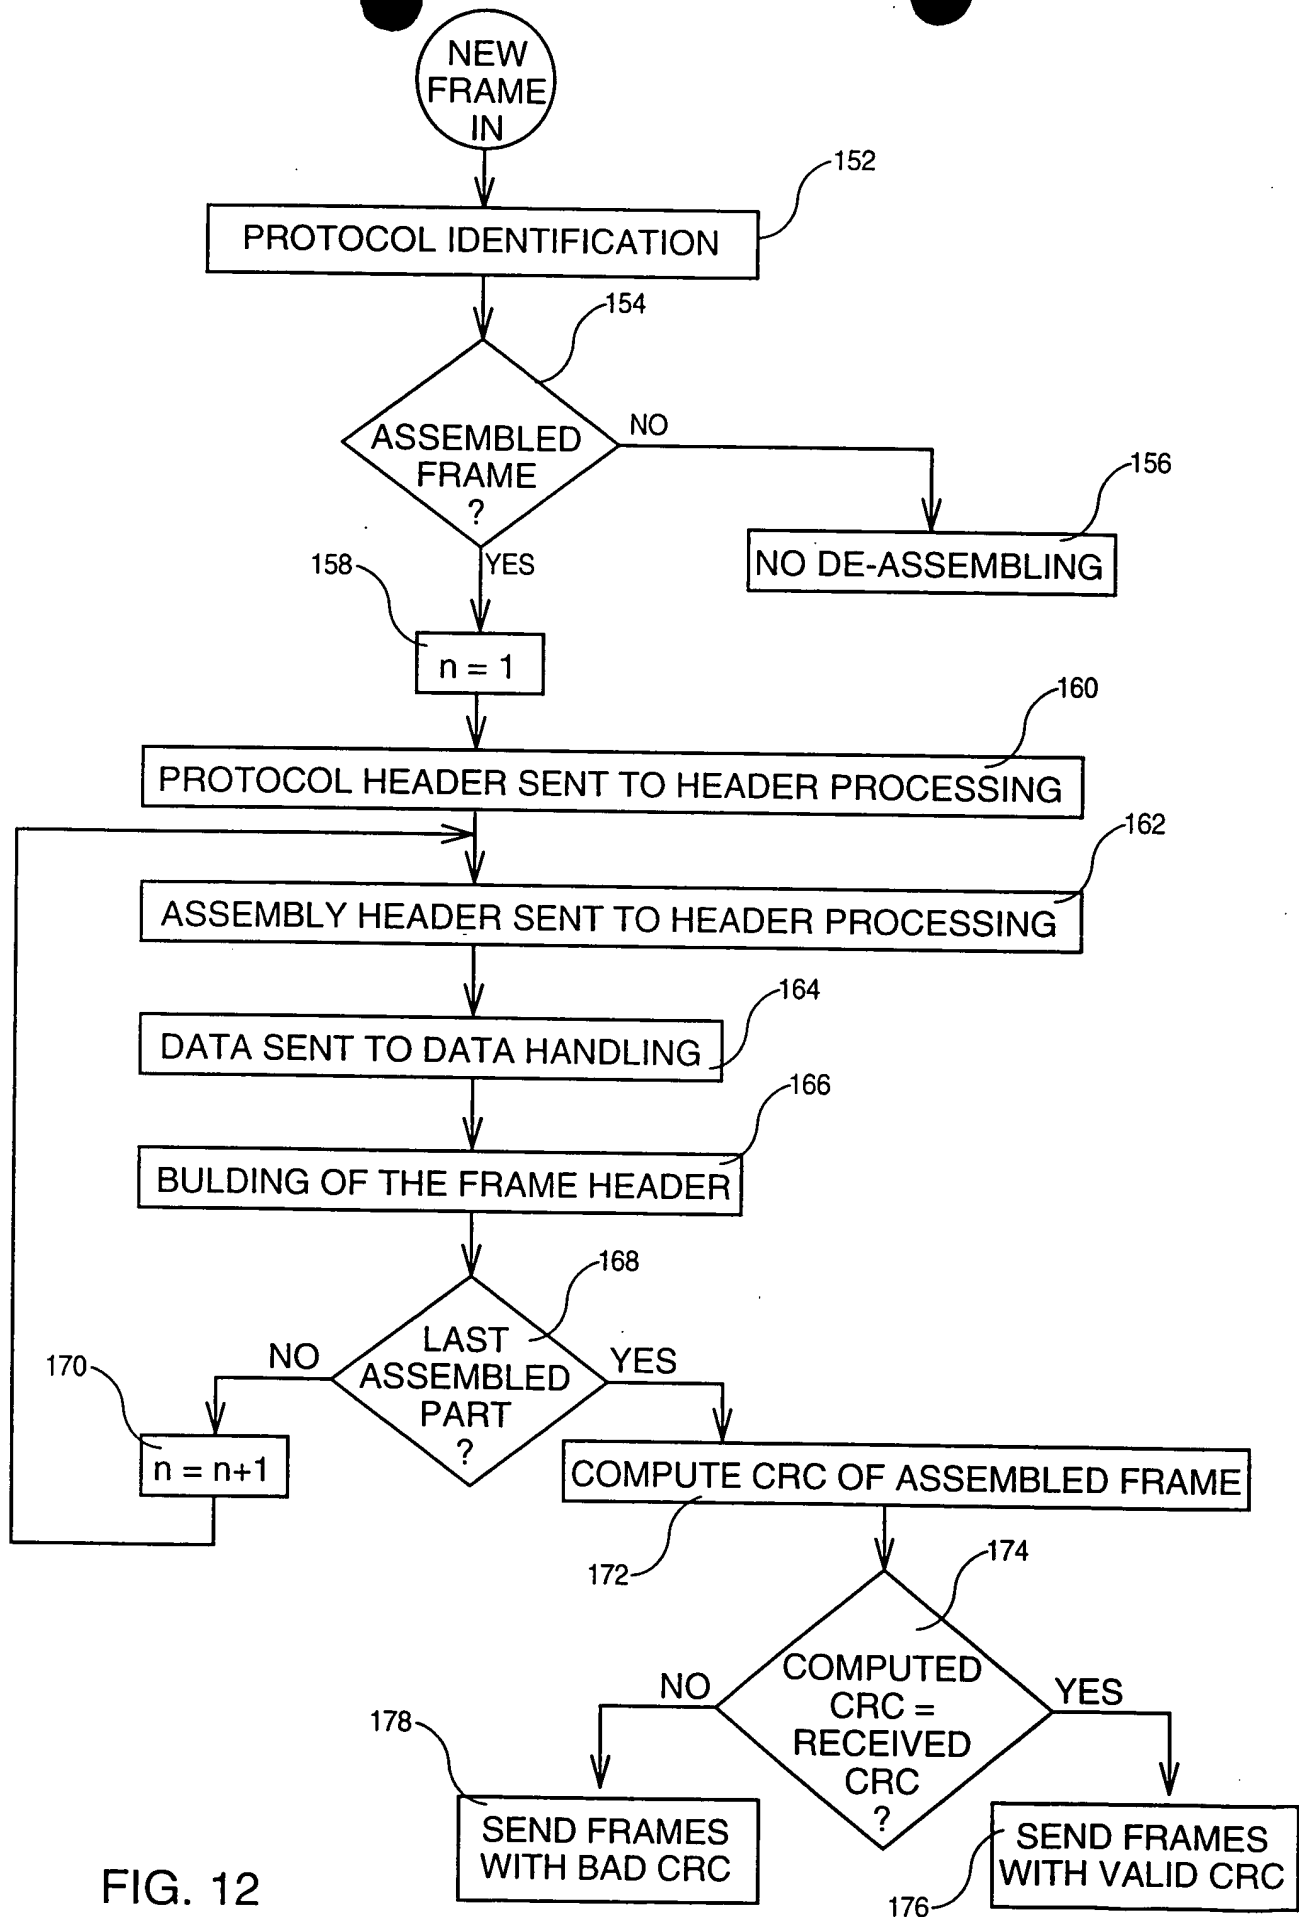 NEW
FRAME
IN
152
PROTOCOL IDENTIFICATION
154
ASSEMBLED
FRAME
?
NO
156
NO DE-ASSEMBLING
YES
158
n = 1
160
PROTOCOL HEADER SENT TO HEADER PROCESSING
162
ASSEMBLY HEADER SENT TO HEADER PROCESSING
164
DATA SENT TO DATA HANDLING
166
BULDING OF THE FRAME HEADER
168
LAST
ASSEMBLED
PART
?
NO
YES
170
n = n+1
COMPUTE CRC OF ASSEMBLED FRAME
172
174
COMPUTED
CRC =
RECEIVED
CRC
?
NO
YES
178
SEND FRAMES
WITH BAD CRC
SEND FRAMES
WITH VALID CRC
176
FIG. 12